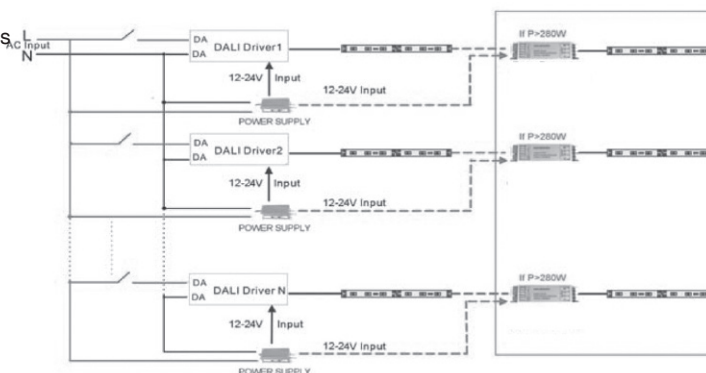 If P>280W
S L
AC Input
N
DA
DA
DALI Driver1
12-24V Input
12-24V Input
POWER SUPPLY
If P>280W
DA
DA
DALI Driver2
12-24V Input
12-24V Input
POWER SUPPLY
If P>280W
DA
DA
DALI Driver N
12-24V Input
12-24V Input
POWER SUPPLY